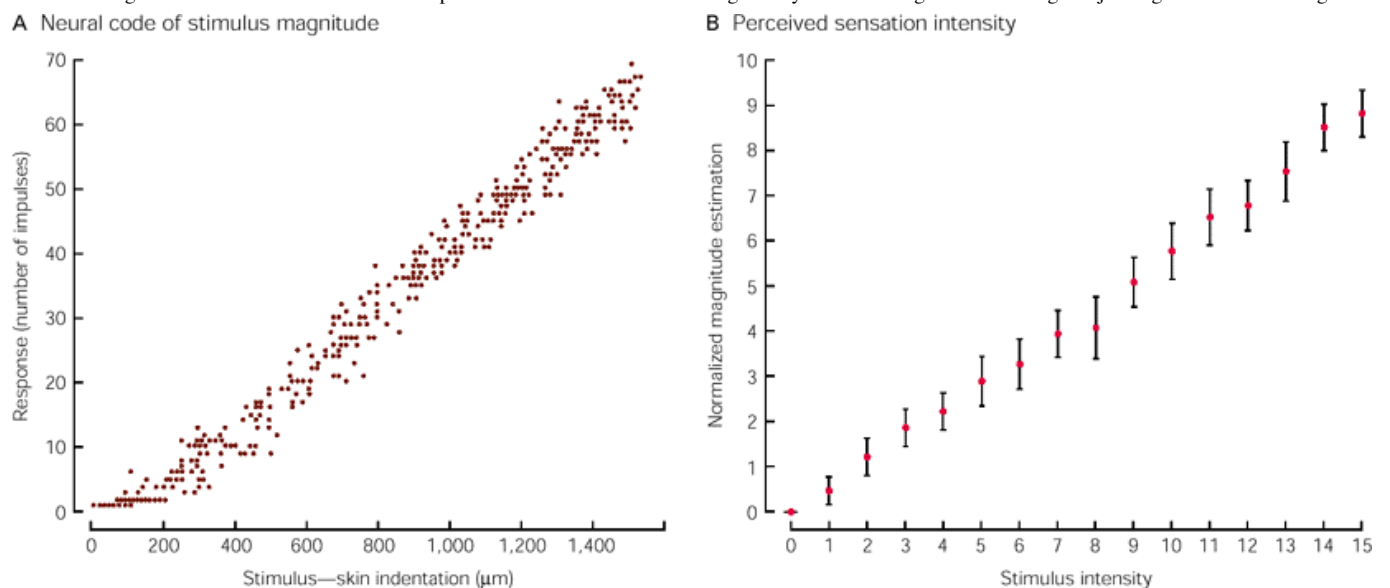 A Neural code of stimulus magnitude
70
60
50
40
30
20
10
0
Response (number of impulses)
0 200 400 600 800 1,000 1,200 1,400
Stimulus—skin indentation (μm)
B Perceived sensation intensity
10
9
8
7
6
5
4
3
2
1
0
Normalized magnitude estimation
0 1 2 3 4 5 6 7 8 9 10 11 12 13 14 15
Stimulus intensity